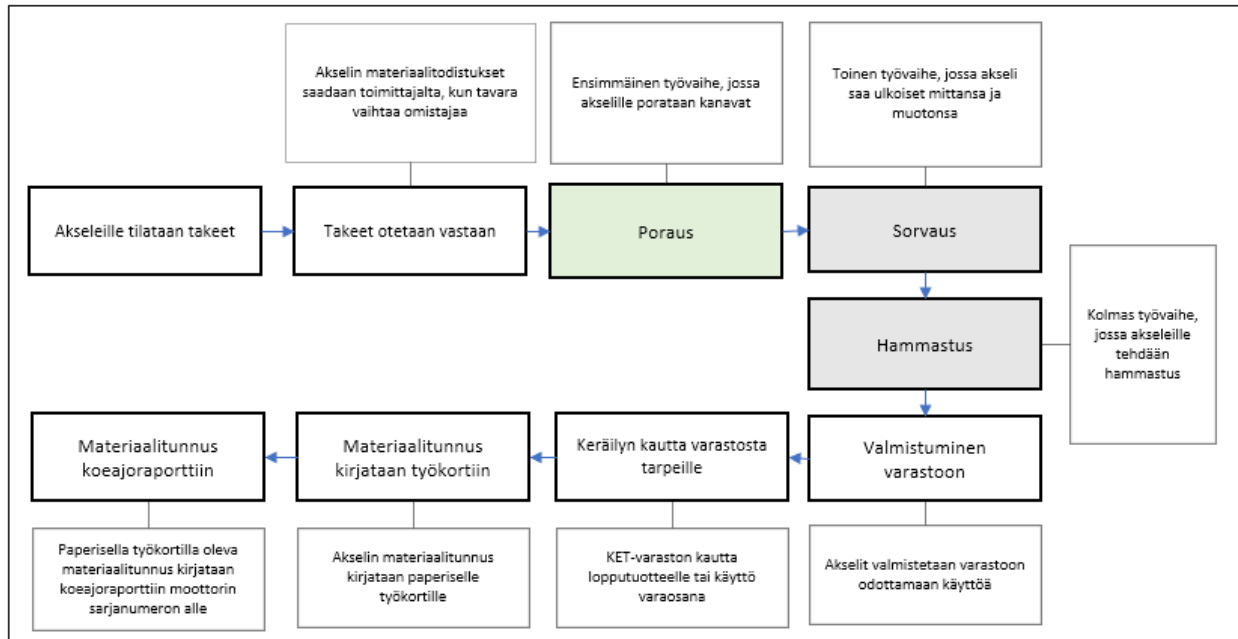 Akselin materiaalitodistukset
saadaan toimittajalta, kun tavara
vaihtaa omistajaa
Ensimmäinen työvaihe, jossa
akselille porataan kanavat
Toinen työvaihe, jossa akseli
saa ulkoiset mittansa ja
muotonsa
Akseleille tilataan takeet
Takeet otetaan vastaan
Poraus
Sorvaus
Hammastus
Kolmas työvaihe,
jossa akseleille
tehdään
hammastus
Materiaalitunnus
koeajoraporttiin
Materiaalitunnus
kirjataan työkortiin
Keräilyn kautta varastosta
tarpeille
Valmistuminen
varastoon
Paperisella työkortilla oleva
materiaalitunnus kirjataan
koeajoraporttiin moottorin
sarjanumeron alle
Akselin materiaalitunnus
kirjataan paperiselle
työkortille
KET-varaston kautta
lopputuotteelle tai käyttö
varaosana
Akselit valmistetaan varastoon
odottamaan käyttöä